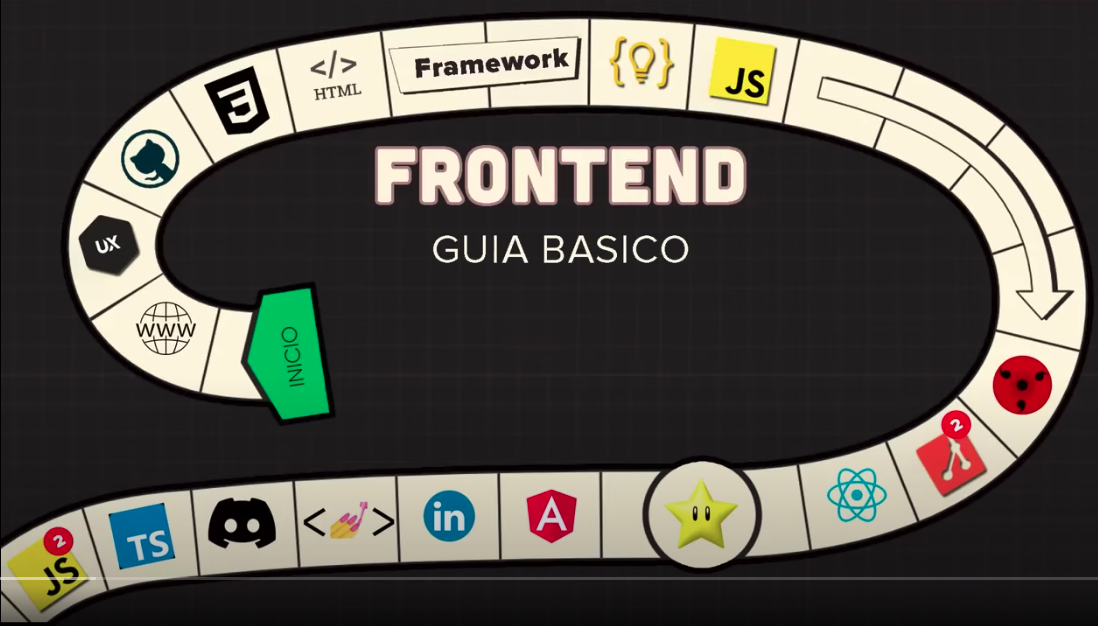 Framework
</>
HTML
{ }
JS
FRONTEND
GUIA BASICO
UX
WWW
INICIO
2
2
JS
TS
< >
in
A